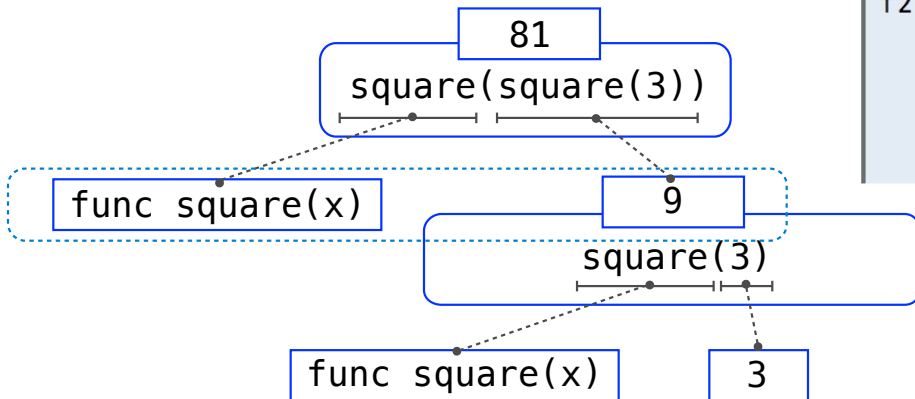 81
square(square(3))
func square(x)
9
square(3)
func square(x)
3